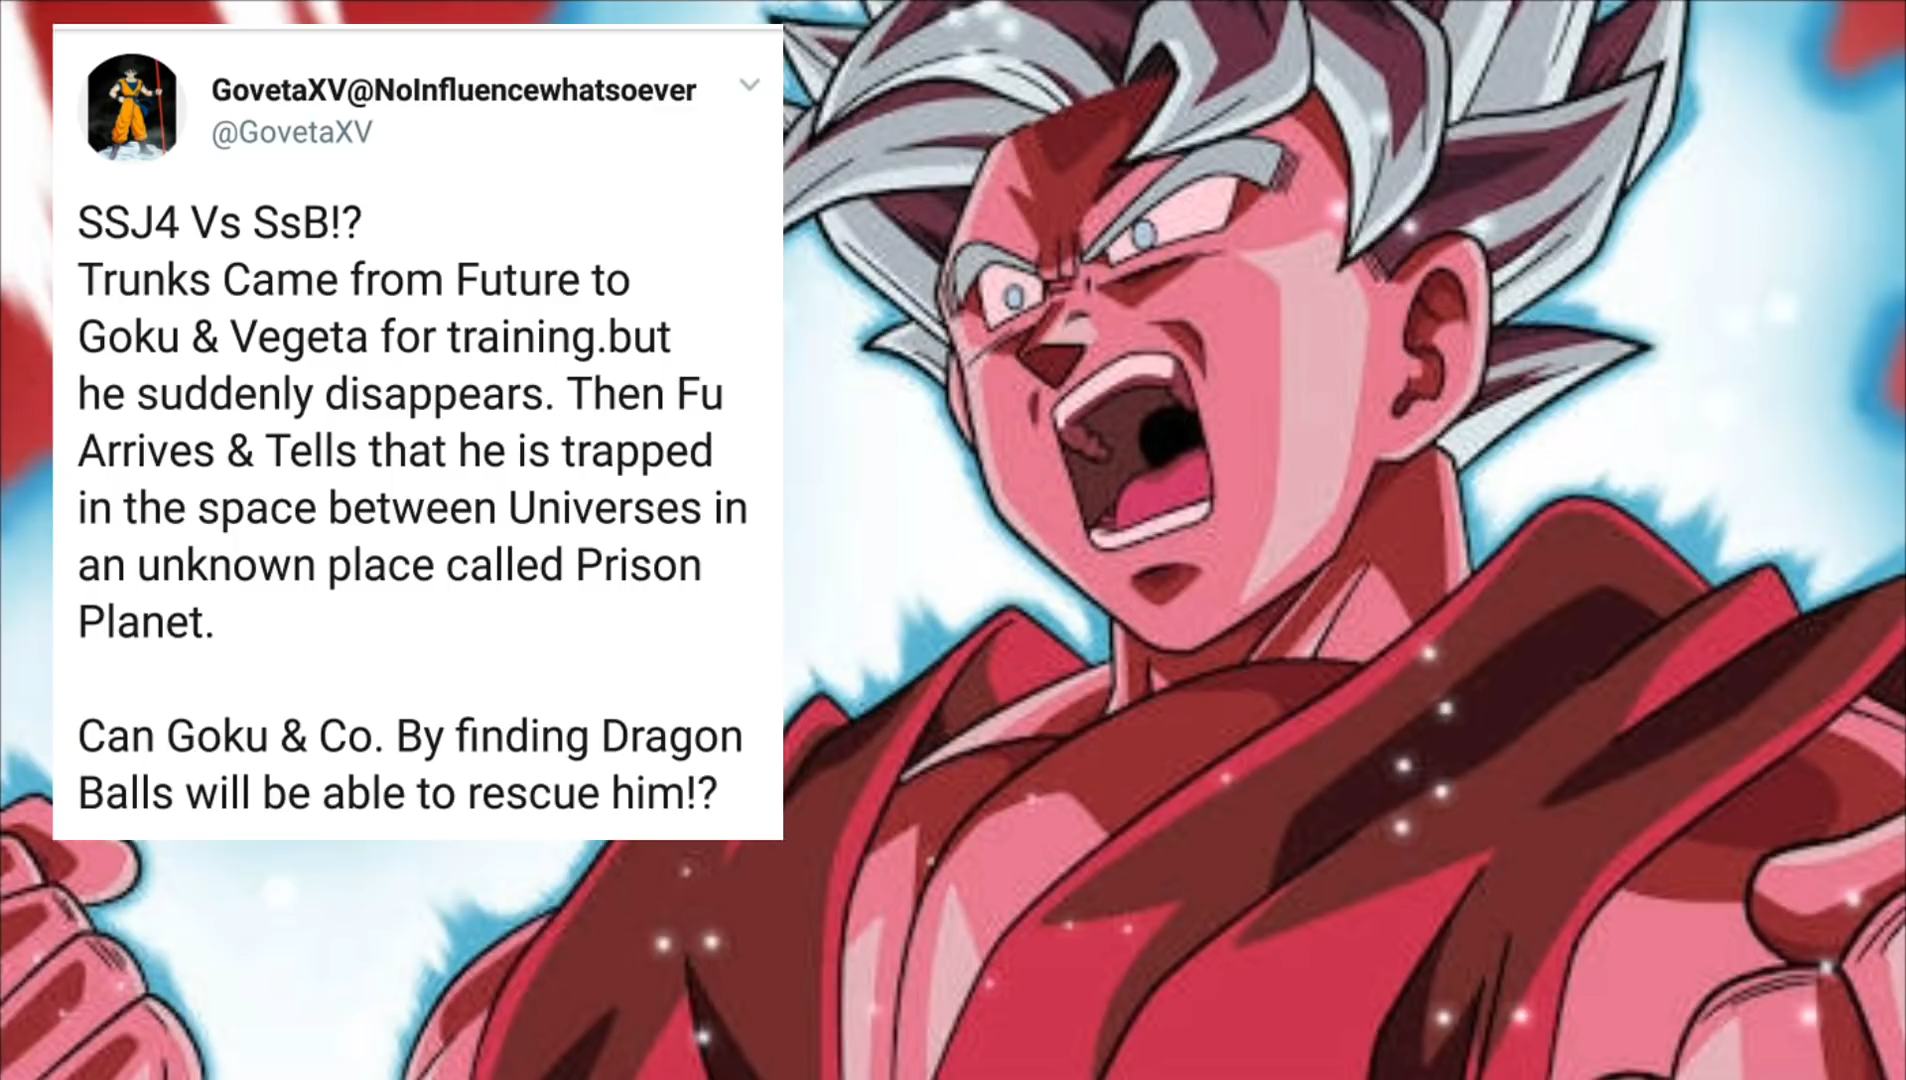 GovetaXV@NoInfluencewhatsoever
@GovetaXV
SSJ4 Vs SsB!?
Trunks Came from Future to
Goku & Vegeta for training.but
he suddenly disappears. Then Fu
Arrives & Tells that he is trapped
in the space between Universes in
an unknown place called Prison
Planet.
Can Goku & Co. By finding Dragon
Balls will be able to rescue him!?